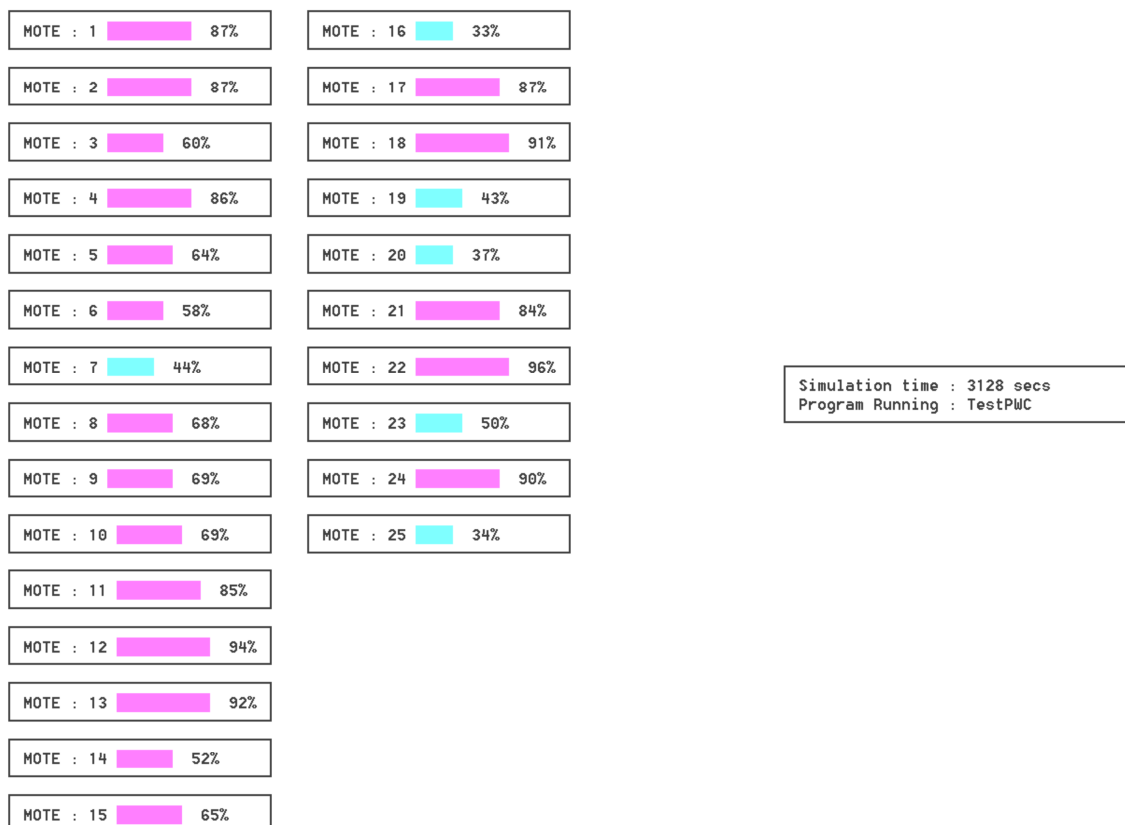 MOTE : 1 87%
MOTE : 2 87%
MOTE : 3 60%
MOTE : 4 86%
MOTE : 5 64%
MOTE : 6 58%
MOTE : 7 44%
MOTE : 8 68%
MOTE : 9 69%
MOTE : 10 69%
MOTE : 11 85%
MOTE : 12 94%
MOTE : 13 92%
MOTE : 14 52%
MOTE : 15 65%
MOTE : 16 33%
MOTE : 17 87%
MOTE : 18 91%
MOTE : 19 43%
MOTE : 20 37%
MOTE : 21 84%
MOTE : 22 96%
MOTE : 23 50%
MOTE : 24 90%
MOTE : 25 34%
Simulation time : 3128 secs
Program Running : TestPWC